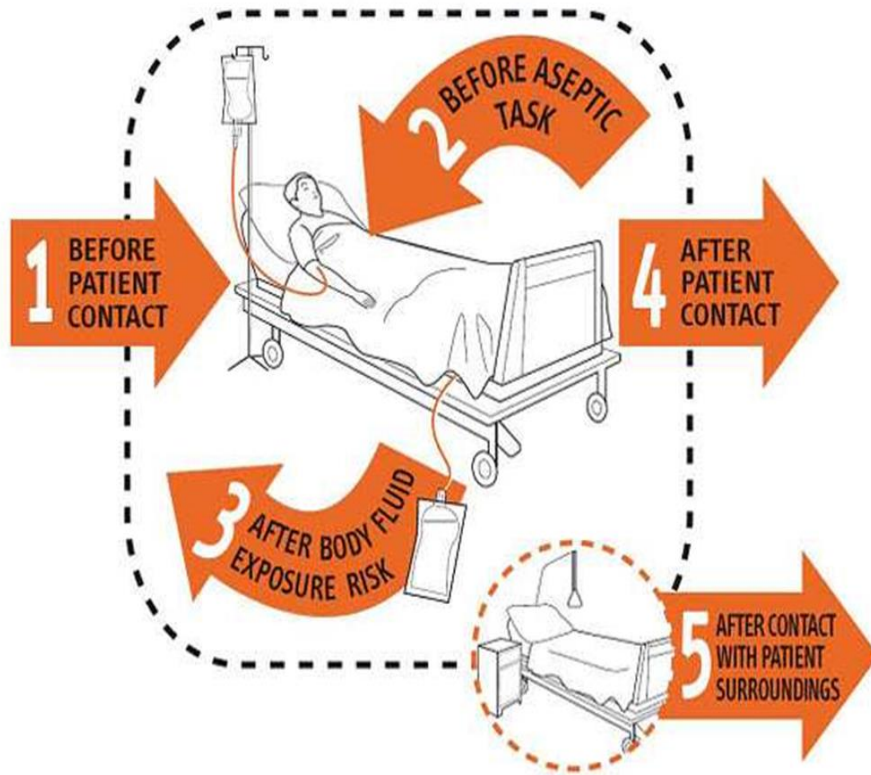 1 BEFORE
PATIENT
CONTACT
2 BEFORE ASEPTIC
TASK
3 AFTER BODY FLUID
EXPOSURE RISK
4 AFTER
PATIENT
CONTACT
5 AFTER CONTACT
WITH PATIENT
SURROUNDINGS